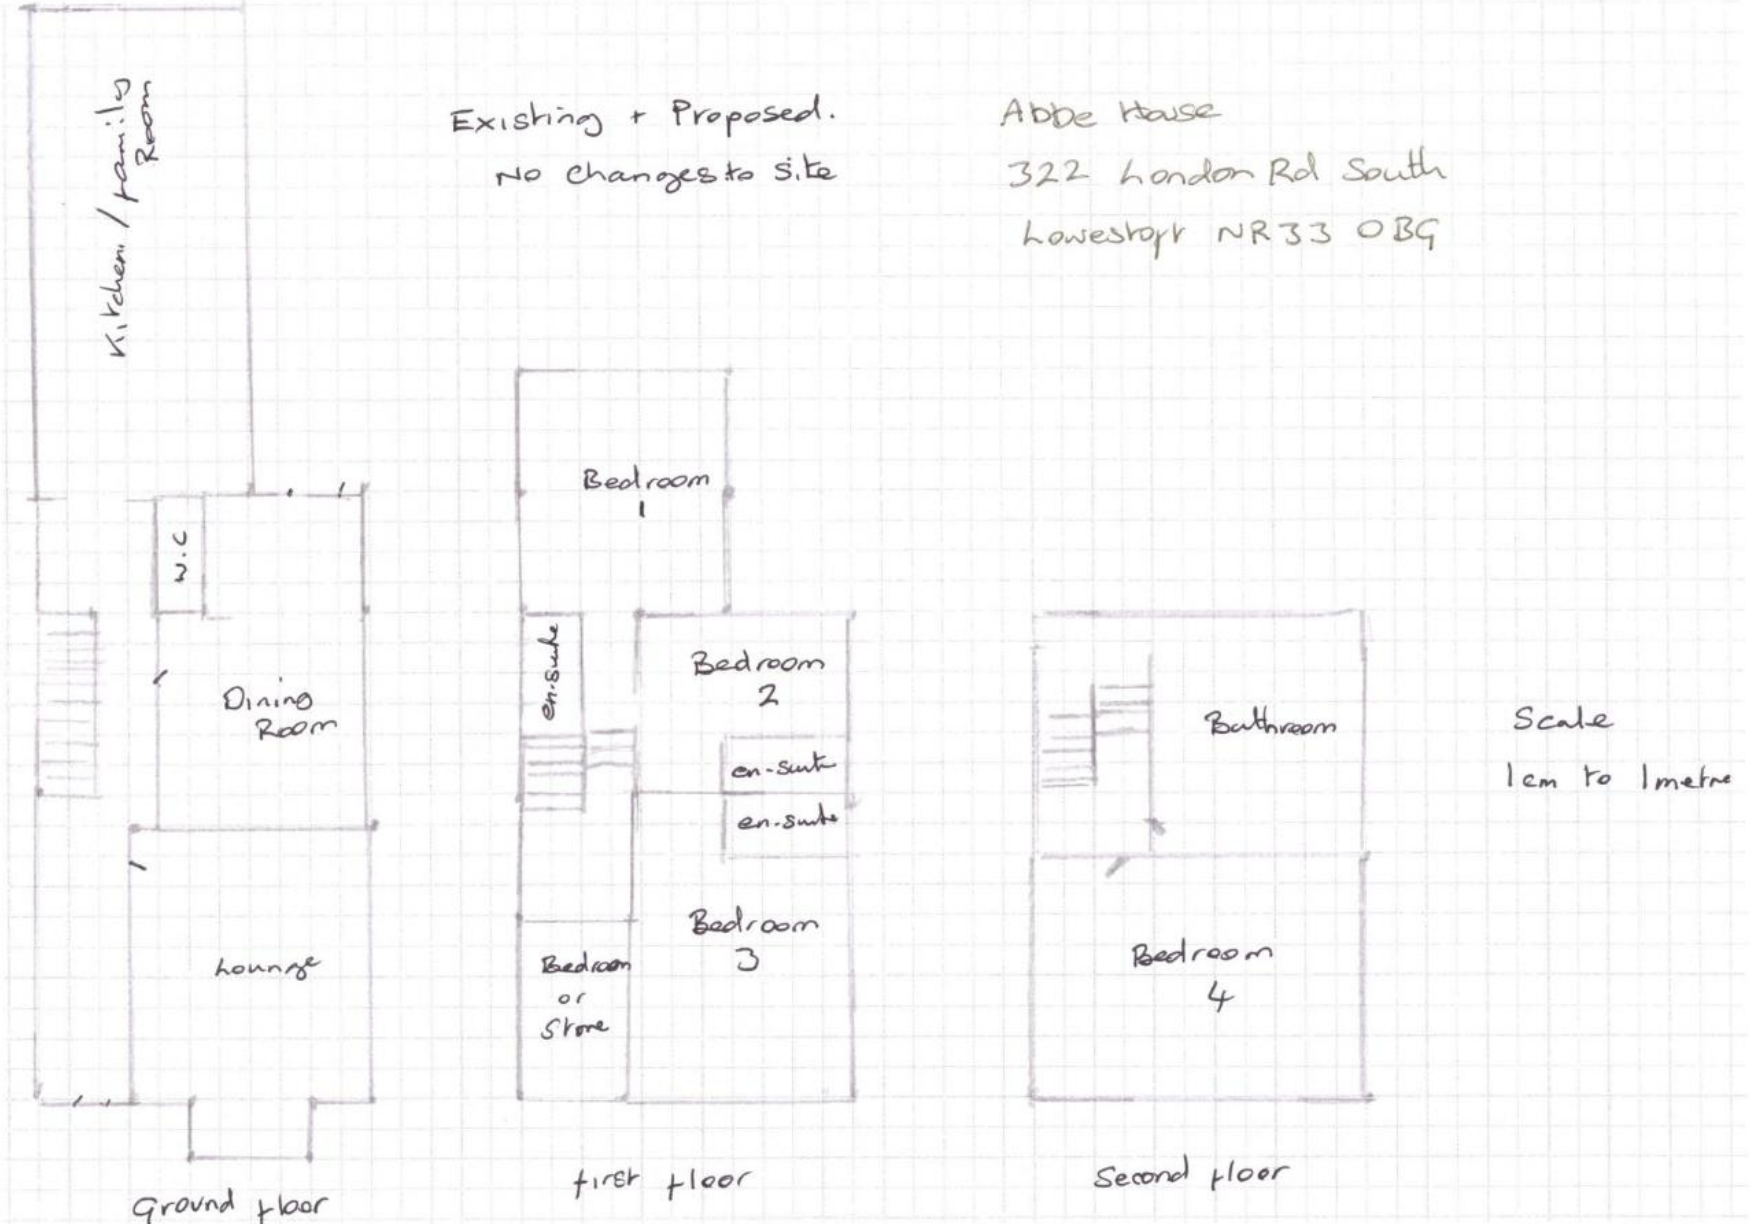 Existing + Proposed.
No changes to site
Abbe House
322 London Rd South
Lowestoft NR33 0BG
Kitchen / family
Room
W.C
Dining
Room
Lounge
Ground floor
Bedroom
1
en-suite
Bedroom
2
en-suite
en-suite
Bedroom
3
Bedroom
or
Store
first floor
Bathroom
Bedroom
4
Second floor
Scale
1cm to 1metre